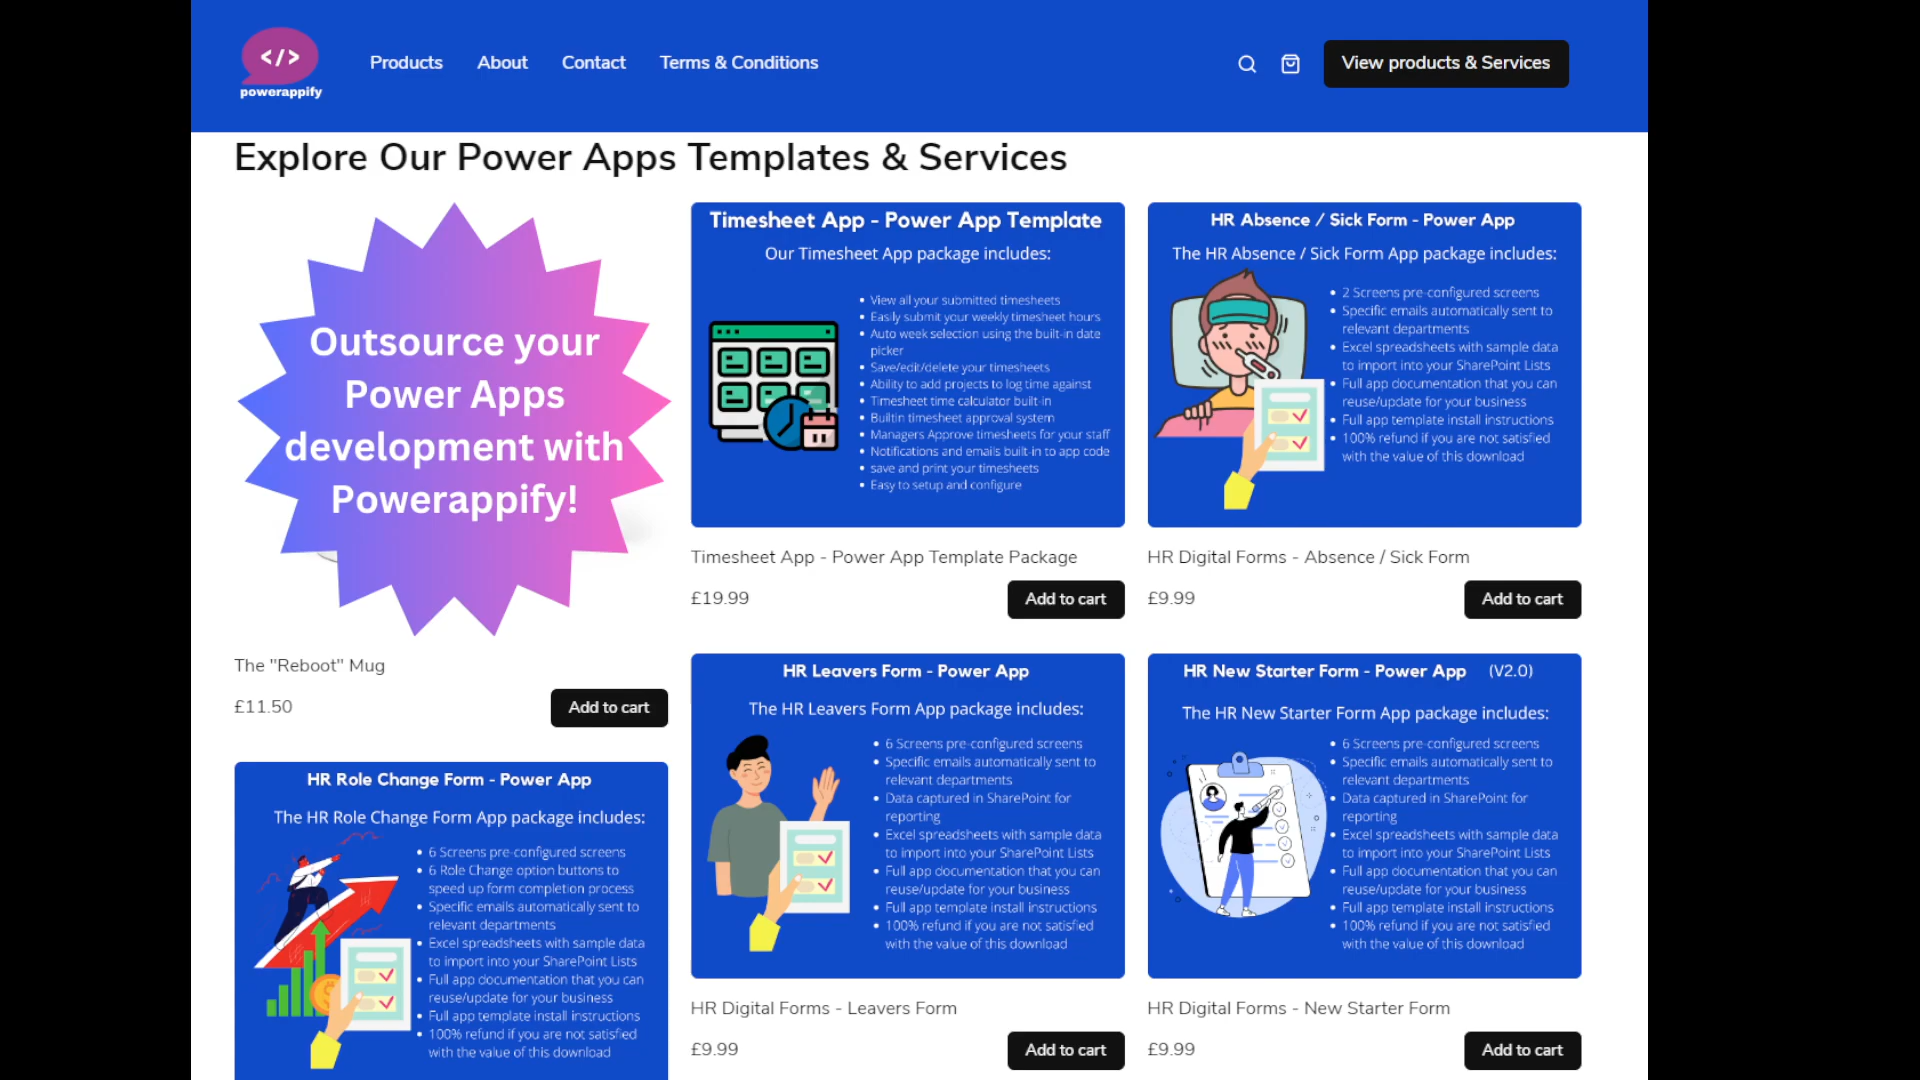 </>
powerappify
Products
About
Contact
Terms & Conditions
View products & Services
Explore Our Power Apps Templates & Services
Outsource your
Power Apps
development with
Powerappify!
The "Reboot" Mug
£11.50
Add to cart
Timesheet App - Power App Template
Our Timesheet App package includes:
• View all your submitted timesheets
• Easily submit your weekly timesheet hours
• Auto week selection using the built-in date
picker
• Save/edit/delete your timesheets
• Ability to add projects to log time against
• Timesheet time calculator built-in
• Builtin timesheet approval system
• Managers Approve timesheets for your staff
• Notifications and emails built-in to app code
• save and print your timesheets
• Easy to setup and configure
Timesheet App - Power App Template Package
£19.99
Add to cart
HR Absence / Sick Form - Power App
The HR Absence / Sick Form App package includes:
• 2 Screens pre-configured screens
• Specific emails automatically sent to
relevant departments
• Excel spreadsheets with sample data
to import into your SharePoint Lists
• Full app documentation that you can
reuse/update for your business
• Full app template install instructions
• 100% refund if you are not satisfied
with the value of this download
HR Digital Forms - Absence / Sick Form
£9.99
Add to cart
HR Role Change Form - Power App
The HR Role Change Form App package includes:
• 6 Screens pre-configured screens
• 6 Role Change option buttons to
speed up form completion process
• Specific emails automatically sent to
relevant departments
• Excel spreadsheets with sample data
to import into your SharePoint Lists
• Full app documentation that you can
reuse/update for your business
• Full app template install instructions
• 100% refund if you are not satisfied
with the value of this download
HR Leavers Form - Power App
The HR Leavers Form App package includes:
• 6 Screens pre-configured screens
• Specific emails automatically sent to
relevant departments
• Data captured in SharePoint for
reporting
• Excel spreadsheets with sample data
to import into your SharePoint Lists
• Full app documentation that you can
reuse/update for your business
• Full app template install instructions
• 100% refund if you are not satisfied
with the value of this download
HR Digital Forms - Leavers Form
£9.99
Add to cart
HR New Starter Form - Power App (V2.0)
The HR New Starter Form App package includes:
• 6 Screens pre-configured screens
• Specific emails automatically sent to
relevant departments
• Data captured in SharePoint for
reporting
• Excel spreadsheets with sample data
to import into your SharePoint Lists
• Full app documentation that you can
reuse/update for your business
• Full app template install instructions
• 100% refund if you are not satisfied
with the value of this download
HR Digital Forms - New Starter Form
£9.99
Add to cart